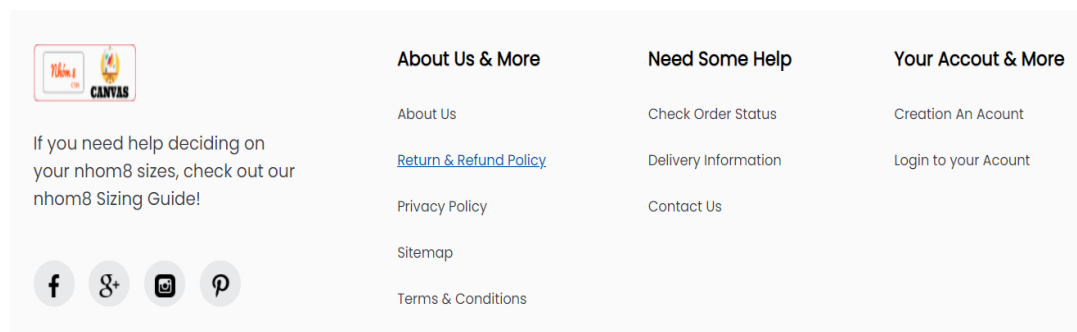 Nhóm 8
CANVAS
If you need help deciding on
your nhom8 sizes, check out our
nhom8 Sizing Guide!
About Us & More
About Us
Return & Refund Policy
Privacy Policy
Sitemap
Terms & Conditions
Need Some Help
Check Order Status
Delivery Information
Contact Us
Your Accout & More
Creation An Acount
Login to your Acount